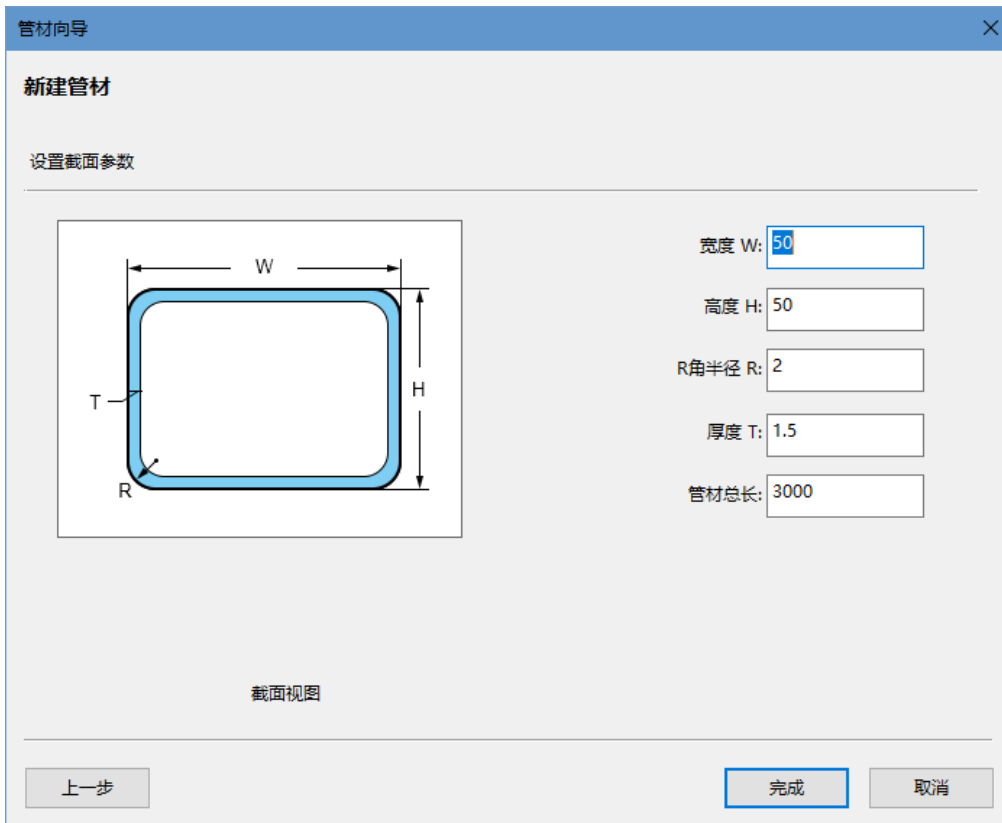 管材向导
新建管材
设置截面参数
W
H
T
R
宽度 W: 50
高度 H: 50
R角半径 R: 2
厚度 T: 1.5
管材总长: 3000
截面视图
上一步
完成
取消